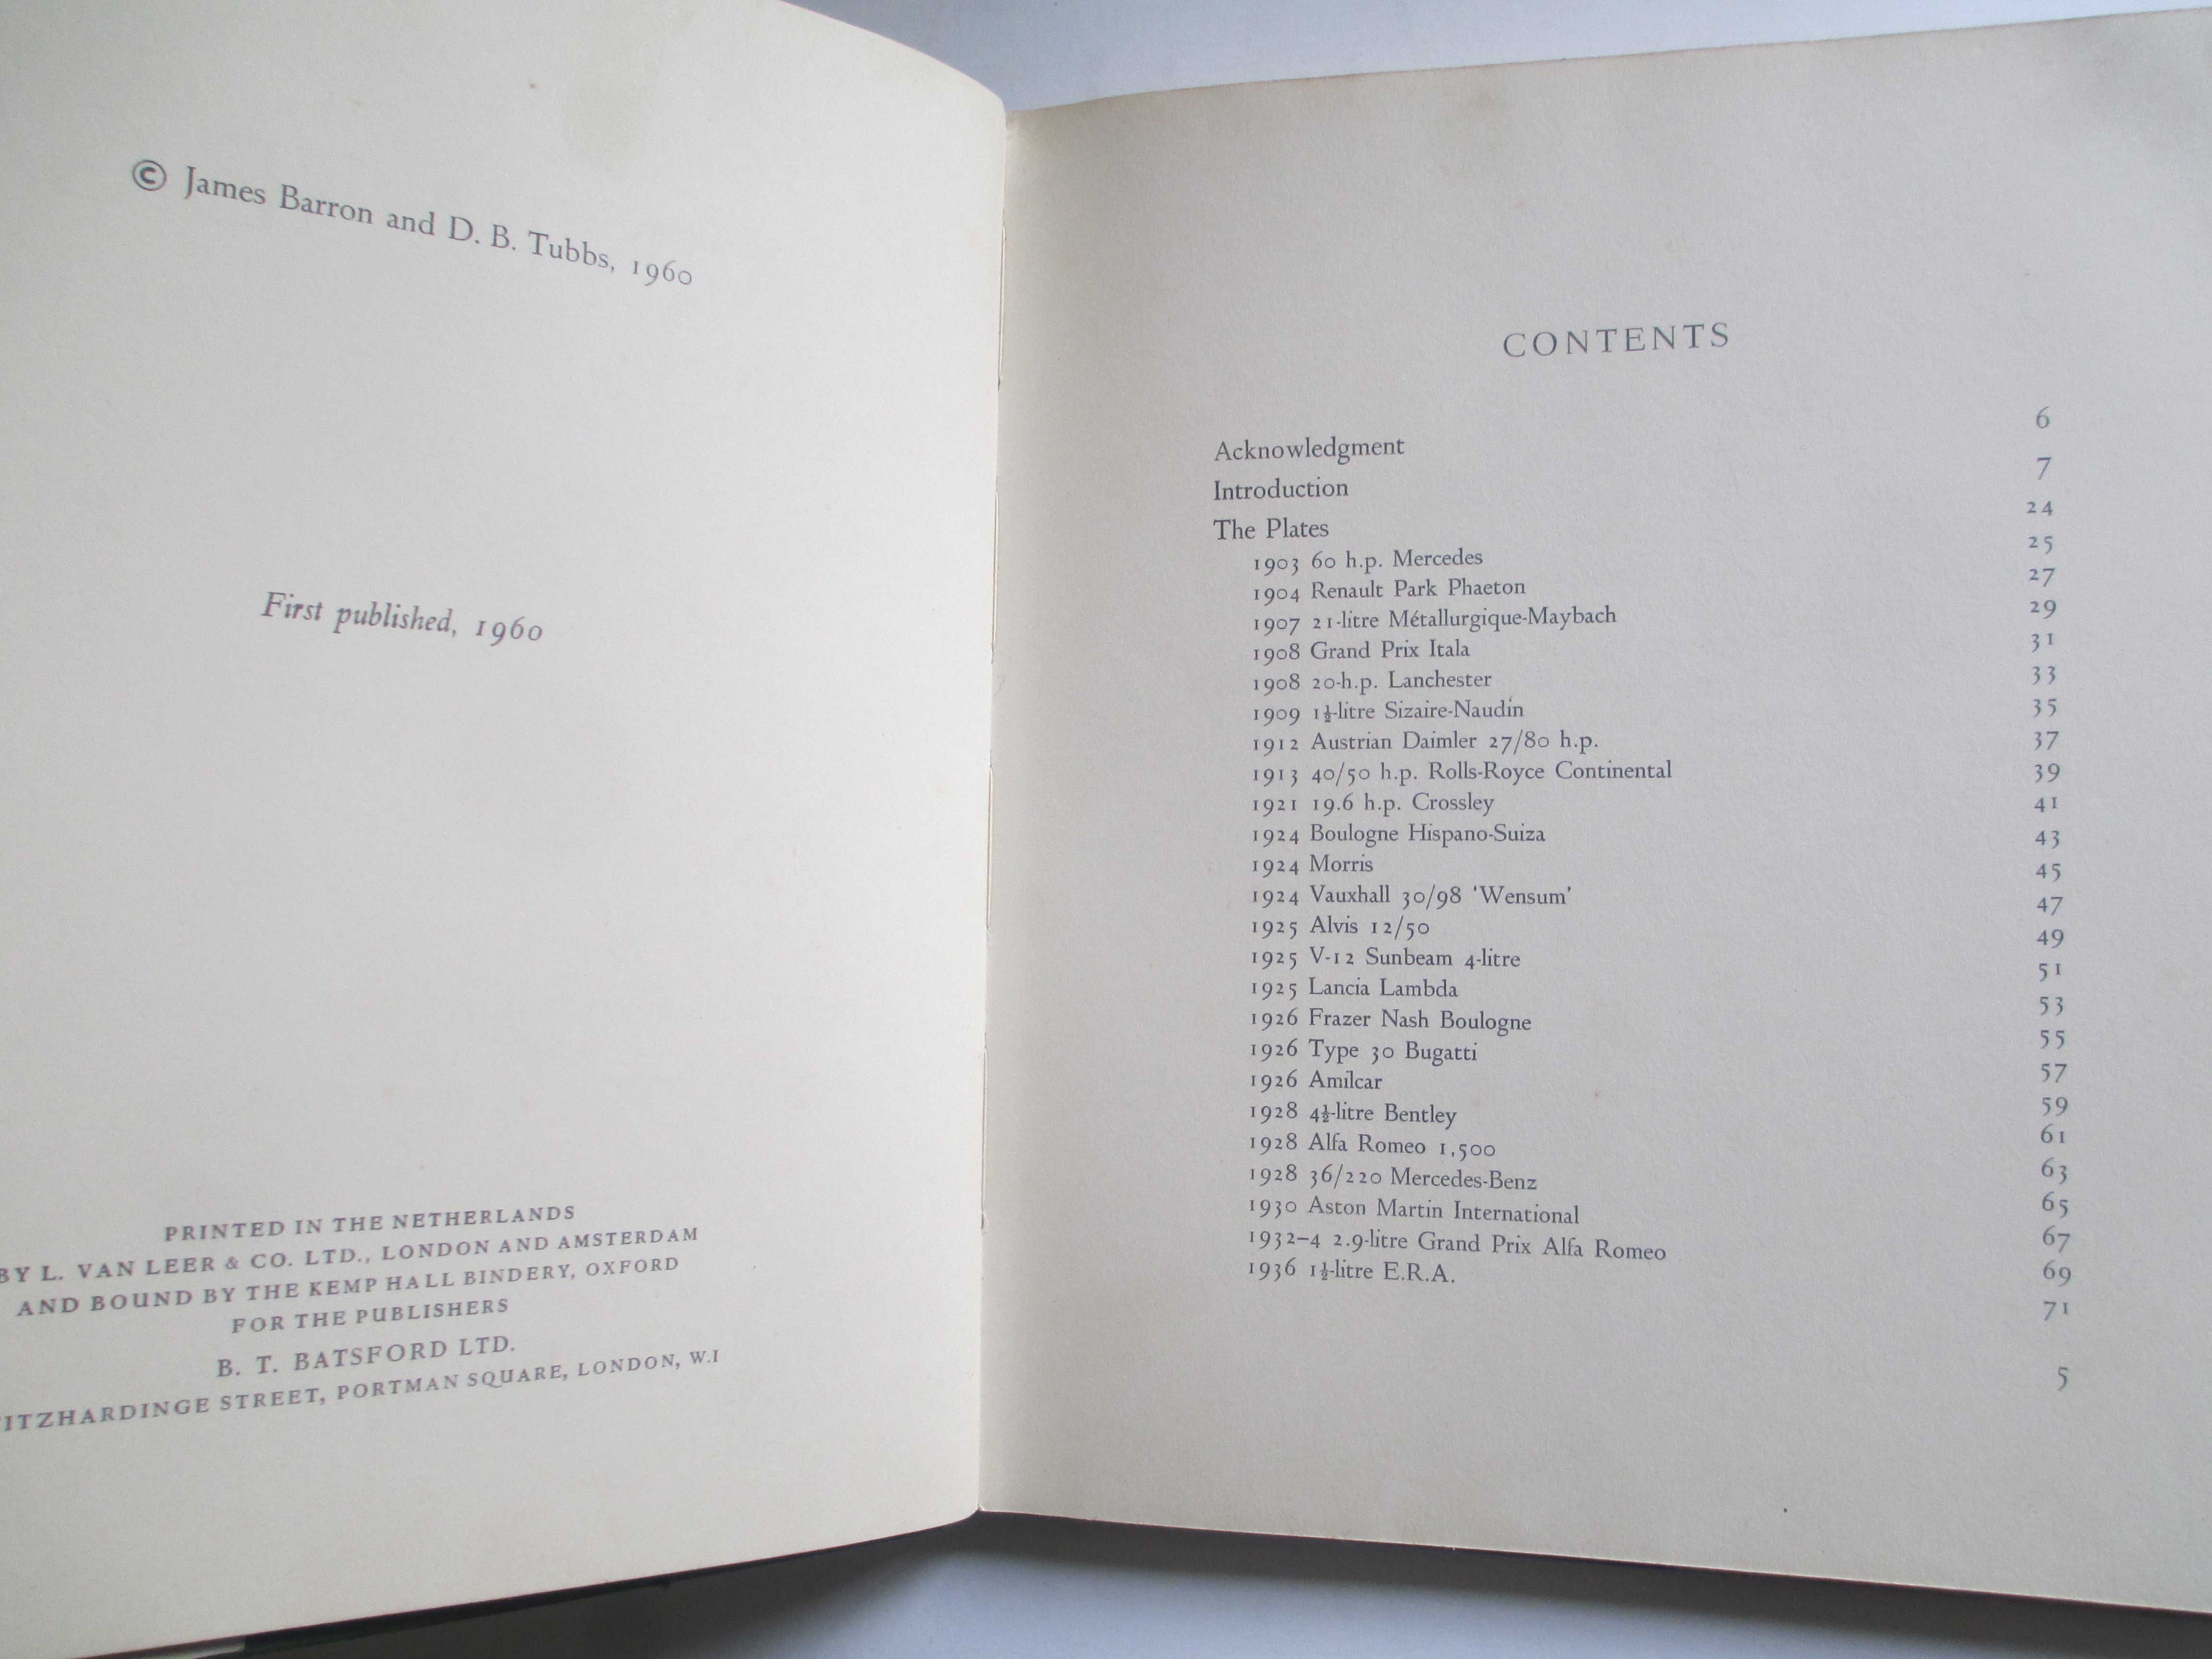 © James Barron and D. B. Tubbs, 1960
First published, 1960
PRINTED IN THE NETHERLANDS
BY L. VAN LEER & CO. LTD., LONDON AND AMSTERDAM
AND BOUND BY THE KEMP HALL BINDERY, OXFORD
FOR THE PUBLISHERS
B. T. BATSFORD LTD.
ITZHARDINGE STREET, PORTMAN SQUARE, LONDON, W.I
CONTENTS
Acknowledgment 6
Introduction 7
The Plates 24
1903 60 h.p. Mercedes 25
1904 Renault Park Phaeton 27
1907 21-litre Métallurgique-Maybach 29
1908 Grand Prix Itala 31
1908 20-h.p. Lanchester 33
1909 1½-litre Sizaire-Naudin 35
1912 Austrian Daimler 27/80 h.p. 37
1913 40/50 h.p. Rolls-Royce Continental 39
1921 19.6 h.p. Crossley 41
1924 Boulogne Hispano-Suiza 43
1924 Morris 45
1924 Vauxhall 30/98 'Wensum' 47
1925 Alvis 12/50 49
1925 V-12 Sunbeam 4-litre 51
1925 Lancia Lambda 53
1926 Frazer Nash Boulogne 55
1926 Type 30 Bugatti 57
1926 Amilcar 59
1928 4½-litre Bentley 61
1928 Alfa Romeo 1,500 63
1928 36/220 Mercedes-Benz 65
1930 Aston Martin International 67
1932–4 2.9-litre Grand Prix Alfa Romeo 69
1936 1½-litre E.R.A. 71
5